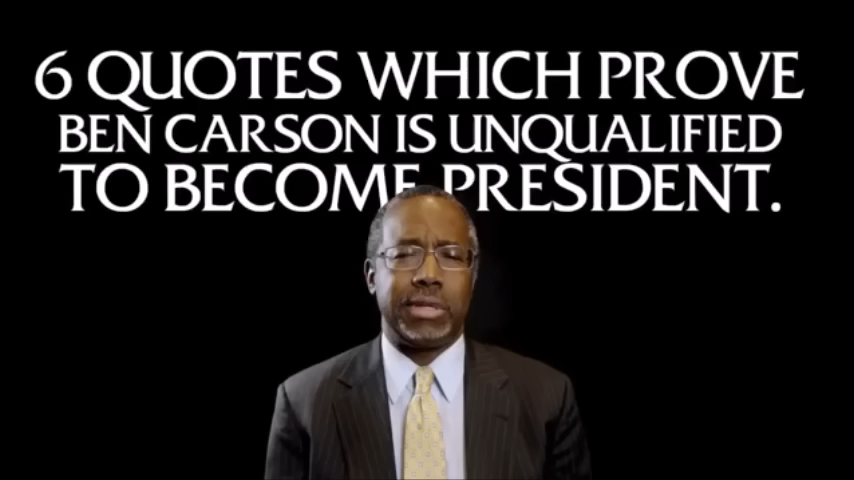 6 QUOTES WHICH PROVE
BEN CARSON IS UNQUALIFIED
TO BECOME PRESIDENT.